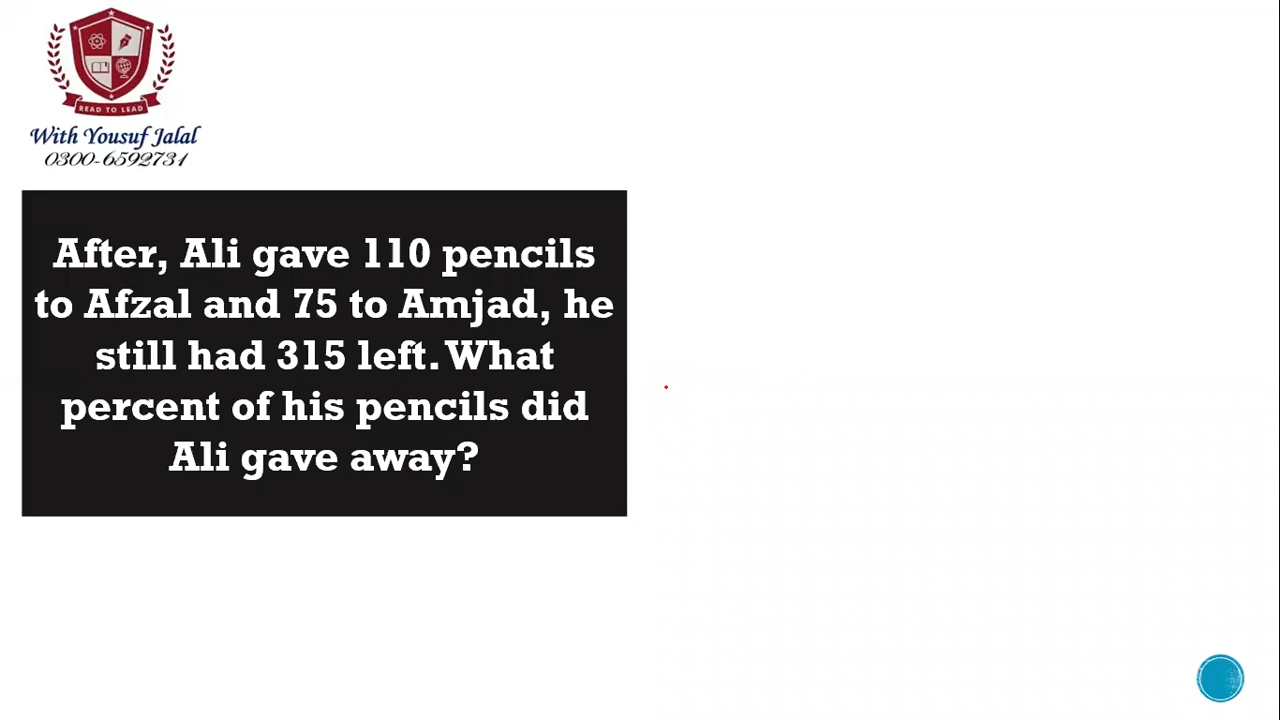 READ TO LEAD
With Yousuf Jalal
0300-6592731
After, Ali gave 110 pencils
to Afzal and 75 to Amjad, he
still had 315 left. What
percent of his pencils did
Ali gave away?